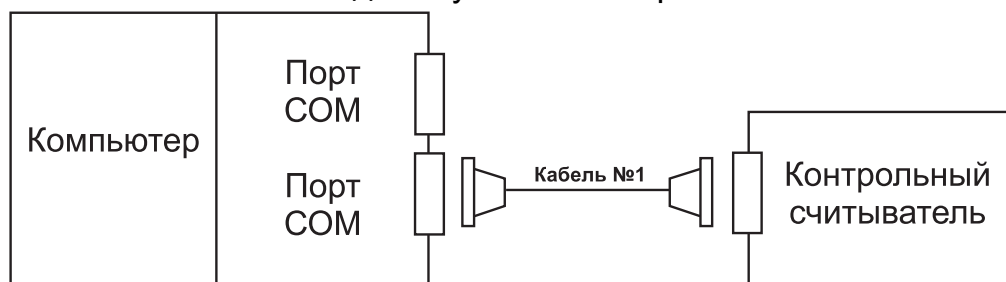 Компьютер
Порт
COM
Порт
COM
Кабель №1
Контрольный
считыватель